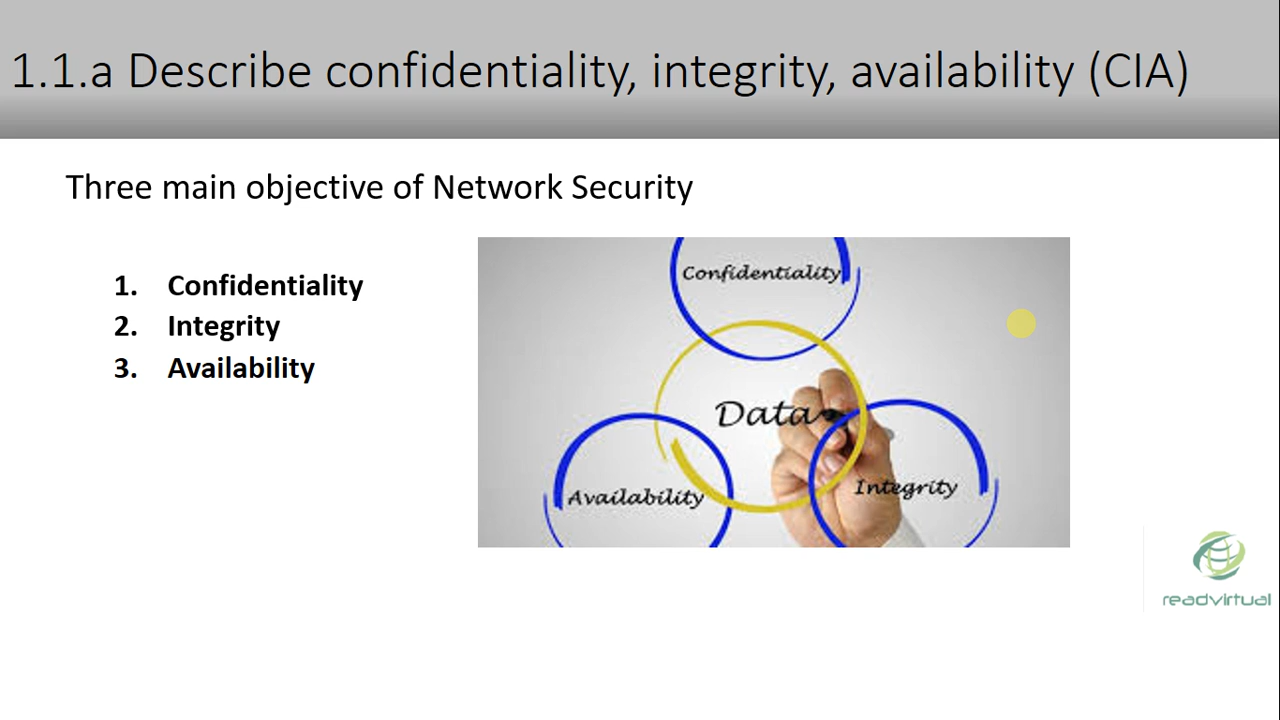 1.1.a Describe confidentiality, integrity, availability (CIA)
Three main objective of Network Security
1. Confidentiality
2. Integrity
3. Availability
Confidentiality
Data
Availability
Integrity
readvirtual